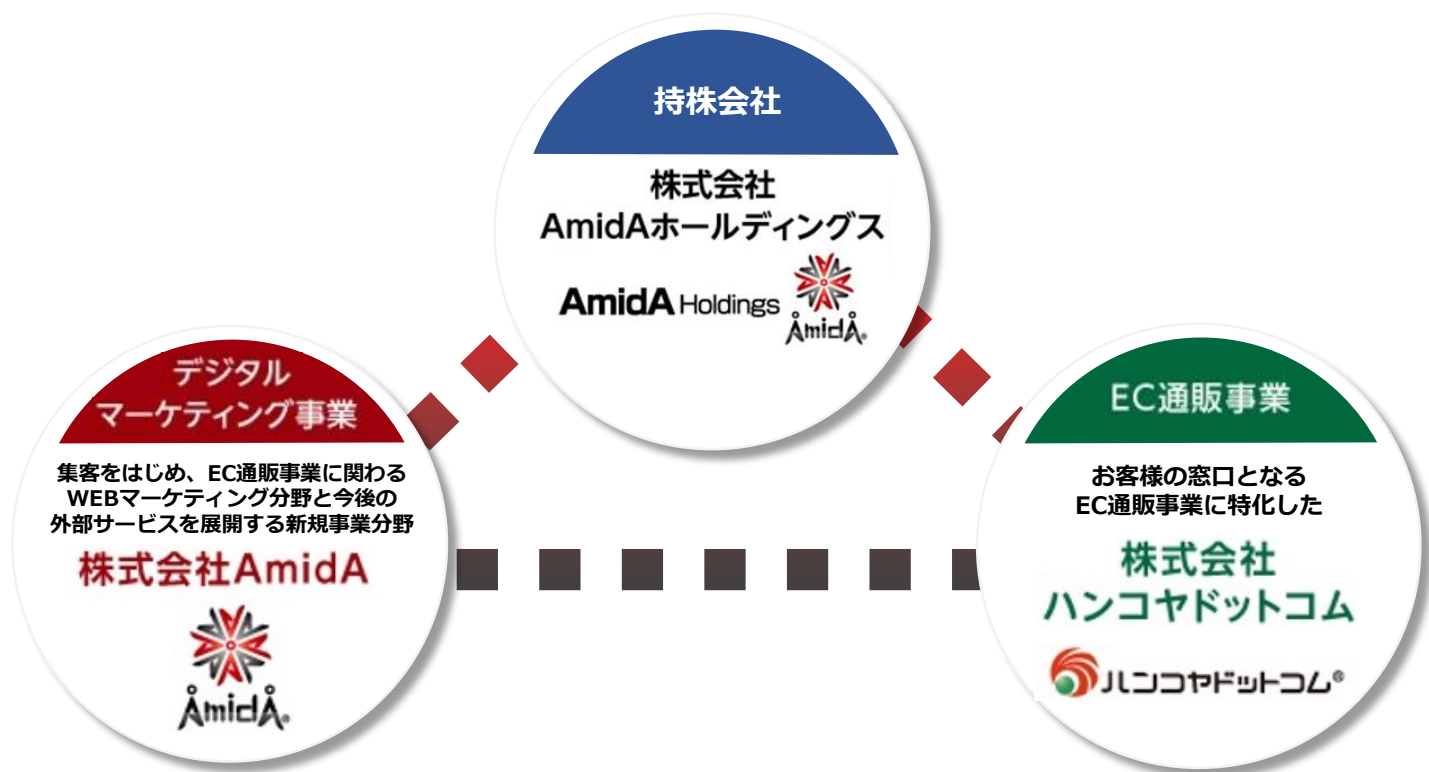 持株会社
株式会社
AmidAホールディングス
AmidA Holdings
ÅmidÅ®
デジタル
マーケティング事業
集客をはじめ、EC通販事業に関わる
WEBマーケティング分野と今後の
外部サービスを展開する新規事業分野
株式会社AmidA
ÅmidÅ®
EC通販事業
お客様の窓口となる
EC通販事業に特化した
株式会社
ハンコヤドットコム
ハンコヤドットコム®